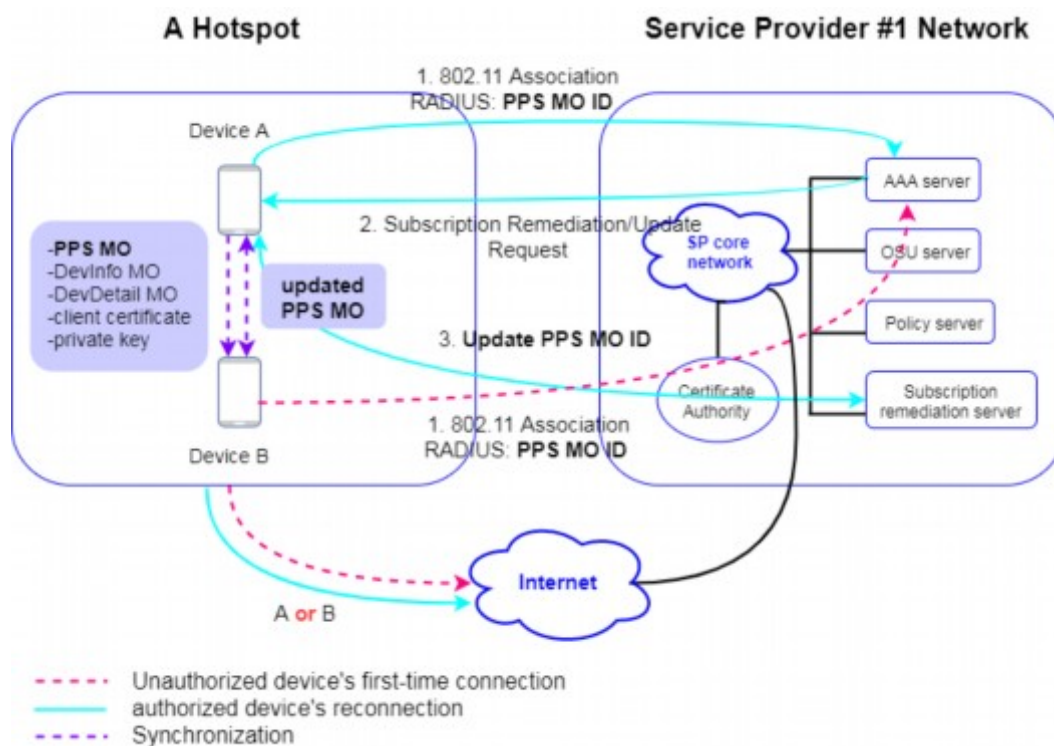 A Hotspot
Service Provider #1 Network
1. 802.11 Association
RADIUS: PPS MO ID
Device A
AAA server
2. Subscription Remediation/Update
Request
SP core
network
OSU server
-PPS MO
-DevInfo MO
-DevDetail MO
-client certificate
-private key
updated
PPS MO
Policy server
3. Update PPS MO ID
Certificate
Authority
Subscription
remediation server
1. 802.11 Association
RADIUS: PPS MO ID
Device B
Internet
A or B
Unauthorized device's first-time connection
authorized device's reconnection
Synchronization